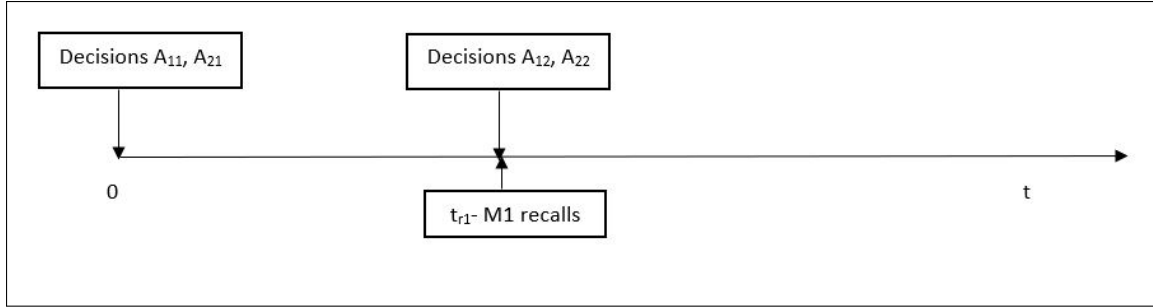 Decisions A₁₁, A₂₁
Decisions A₁₂, A₂₂
0
t
tᵣ₁- M1 recalls